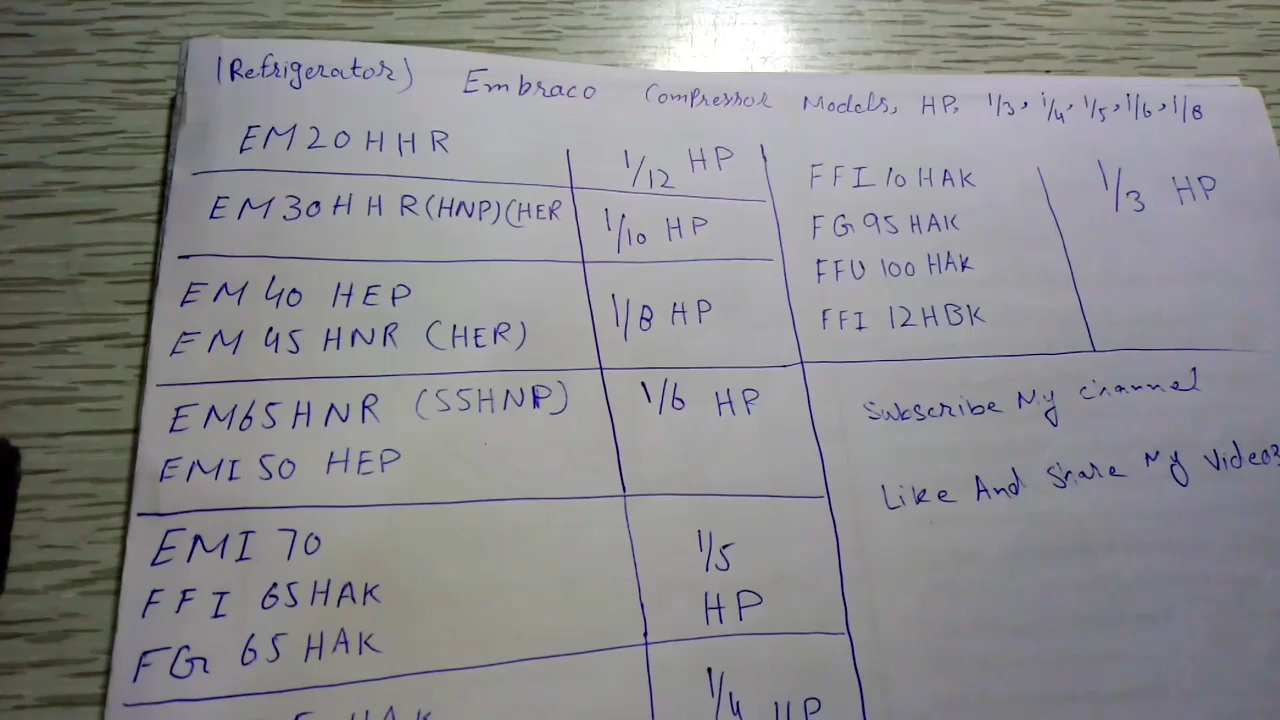 (Refrigerator) Embraco Compressor Models, HP, 1/3, 1/4, 1/5, 1/6, 1/8
EM20HHR 1/12 HP
EM30HHR(HNP)(HER 1/10 HP
EM 40 HEP
EM 45 HNR (HER) 1/8 HP
EM65HNR (55HNP) 1/6 HP
EMI 50 HEP
EMI 70 1/5
FFI 65HAK HP
FG 65 HAK
HAK 1/4 HP
FFI 10 HAK 1/3 HP
FG 95 HAK
FFU 100 HAK
FFI 12HBK
Subscribe My Channel
Like And Share My Videos